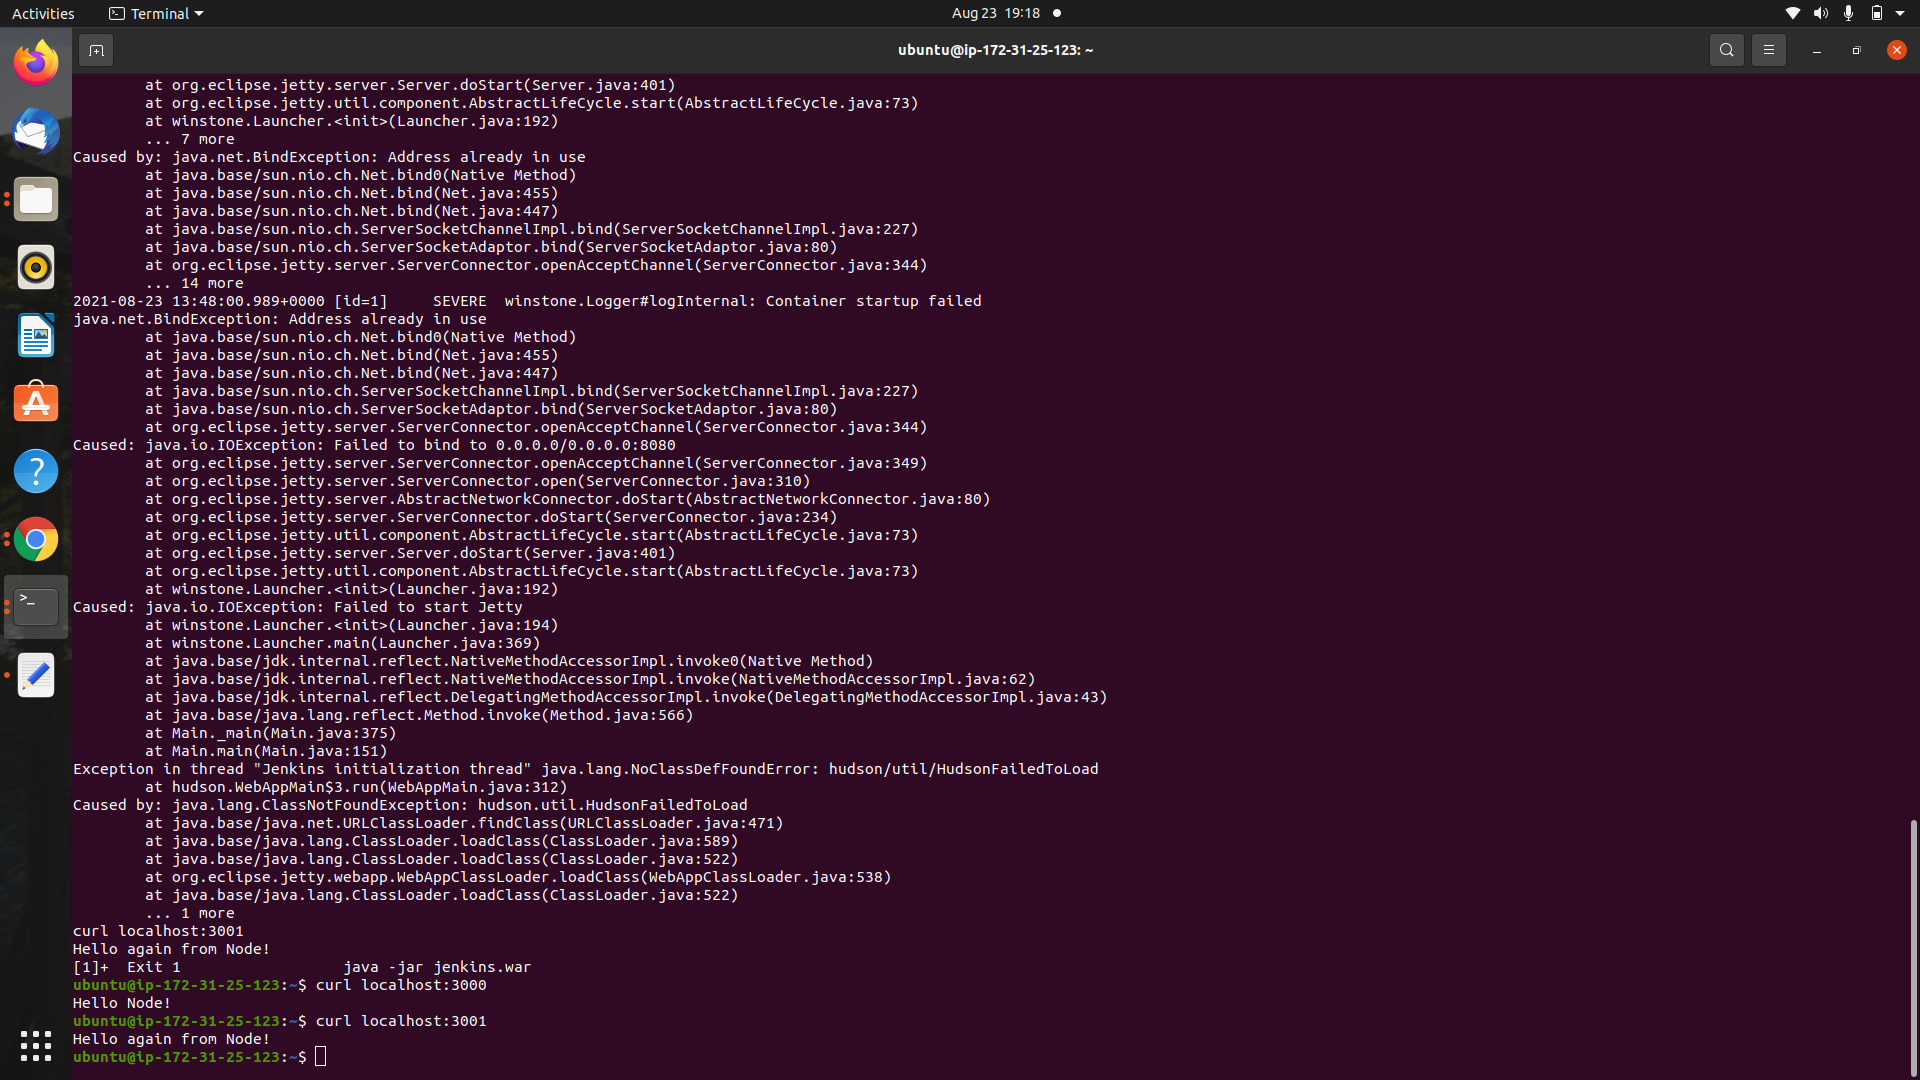 Activities
Terminal
Aug 23 19:18
ubuntu@ip-172-31-25-123: ~
at org.eclipse.jetty.server.Server.doStart(Server.java:401)
at org.eclipse.jetty.util.component.AbstractLifeCycle.start(AbstractLifeCycle.java:73)
at winstone.Launcher.<init>(Launcher.java:192)
... 7 more
Caused by: java.net.BindException: Address already in use
at java.base/sun.nio.ch.Net.bind0(Native Method)
at java.base/sun.nio.ch.Net.bind(Net.java:455)
at java.base/sun.nio.ch.Net.bind(Net.java:447)
at java.base/sun.nio.ch.ServerSocketChannelImpl.bind(ServerSocketChannelImpl.java:227)
at java.base/sun.nio.ch.ServerSocketAdaptor.bind(ServerSocketAdaptor.java:80)
at org.eclipse.jetty.server.ServerConnector.openAcceptChannel(ServerConnector.java:344)
... 14 more
2021-08-23 13:48:00.989+0000 [id=1] SEVERE winstone.Logger#logInternal: Container startup failed
java.net.BindException: Address already in use
at java.base/sun.nio.ch.Net.bind0(Native Method)
at java.base/sun.nio.ch.Net.bind(Net.java:455)
at java.base/sun.nio.ch.Net.bind(Net.java:447)
at java.base/sun.nio.ch.ServerSocketChannelImpl.bind(ServerSocketChannelImpl.java:227)
at java.base/sun.nio.ch.ServerSocketAdaptor.bind(ServerSocketAdaptor.java:80)
at org.eclipse.jetty.server.ServerConnector.openAcceptChannel(ServerConnector.java:344)
Caused: java.io.IOException: Failed to bind to 0.0.0.0/0.0.0.0:8080
at org.eclipse.jetty.server.ServerConnector.openAcceptChannel(ServerConnector.java:349)
at org.eclipse.jetty.server.ServerConnector.open(ServerConnector.java:310)
at org.eclipse.jetty.server.AbstractNetworkConnector.doStart(AbstractNetworkConnector.java:80)
at org.eclipse.jetty.server.ServerConnector.doStart(ServerConnector.java:234)
at org.eclipse.jetty.util.component.AbstractLifeCycle.start(AbstractLifeCycle.java:73)
at org.eclipse.jetty.server.Server.doStart(Server.java:401)
at org.eclipse.jetty.util.component.AbstractLifeCycle.start(AbstractLifeCycle.java:73)
at winstone.Launcher.<init>(Launcher.java:192)
Caused: java.io.IOException: Failed to start Jetty
at winstone.Launcher.<init>(Launcher.java:194)
at winstone.Launcher.main(Launcher.java:369)
at java.base/jdk.internal.reflect.NativeMethodAccessorImpl.invoke0(Native Method)
at java.base/jdk.internal.reflect.NativeMethodAccessorImpl.invoke(NativeMethodAccessorImpl.java:62)
at java.base/jdk.internal.reflect.DelegatingMethodAccessorImpl.invoke(DelegatingMethodAccessorImpl.java:43)
at java.base/java.lang.reflect.Method.invoke(Method.java:566)
at Main._main(Main.java:375)
at Main.main(Main.java:151)
Exception in thread "Jenkins initialization thread" java.lang.NoClassDefFoundError: hudson/util/HudsonFailedToLoad
at hudson.WebAppMain$3.run(WebAppMain.java:312)
Caused by: java.lang.ClassNotFoundException: hudson.util.HudsonFailedToLoad
at java.base/java.net.URLClassLoader.findClass(URLClassLoader.java:471)
at java.base/java.lang.ClassLoader.loadClass(ClassLoader.java:589)
at java.base/java.lang.ClassLoader.loadClass(ClassLoader.java:522)
at org.eclipse.jetty.webapp.WebAppClassLoader.loadClass(WebAppClassLoader.java:538)
at java.base/java.lang.ClassLoader.loadClass(ClassLoader.java:522)
... 1 more
curl localhost:3001
Hello again from Node!
[1]+ Exit 1 java -jar jenkins.war
ubuntu@ip-172-31-25-123:~$ curl localhost:3000
Hello Node!
ubuntu@ip-172-31-25-123:~$ curl localhost:3001
Hello again from Node!
ubuntu@ip-172-31-25-123:~$